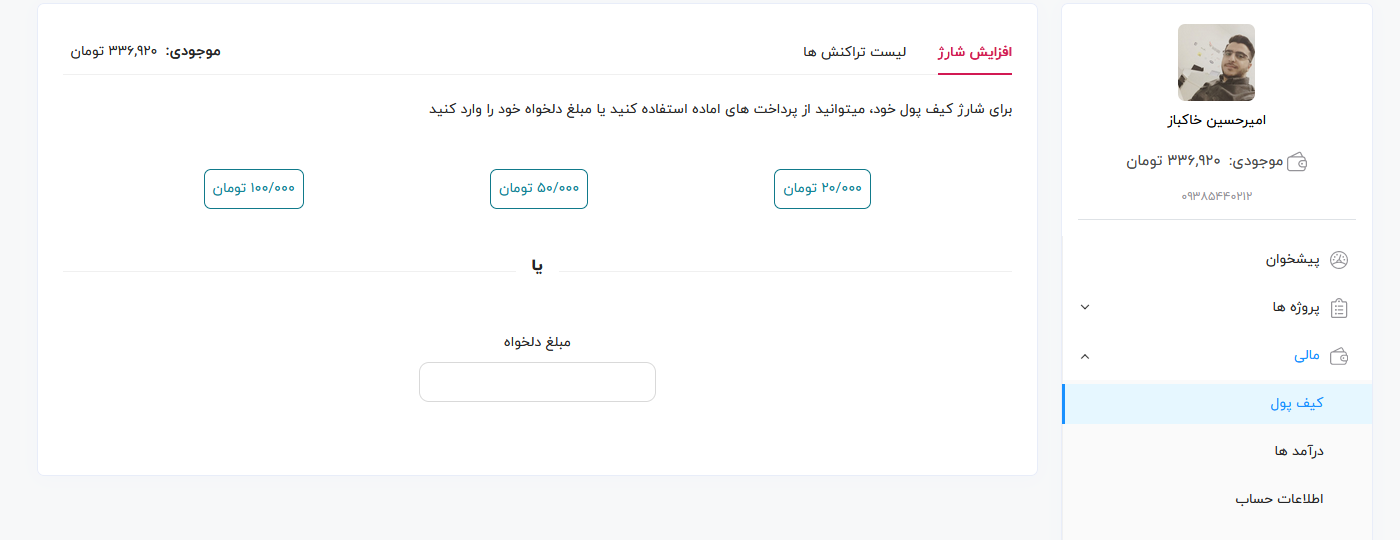 امیرحسین خاکباز
موجودی: ۳۳۶,۹۲۰ تومان
۰۹۳۸۵۴۴۰۲۱۲
پیشخوان
پروژه ها
مالی
کیف پول
درآمد ها
اطلاعات حساب
افزایش شارژ
لیست تراکنش ها
موجودی: ۳۳۶,۹۲۰ تومان
برای شارژ کیف پول خود، میتوانید از پرداخت های اماده استفاده کنید یا مبلغ دلخواه خود را وارد کنید
۲۰/۰۰۰ تومان
۵۰/۰۰۰ تومان
۱۰۰/۰۰۰ تومان
یا
مبلغ دلخواه